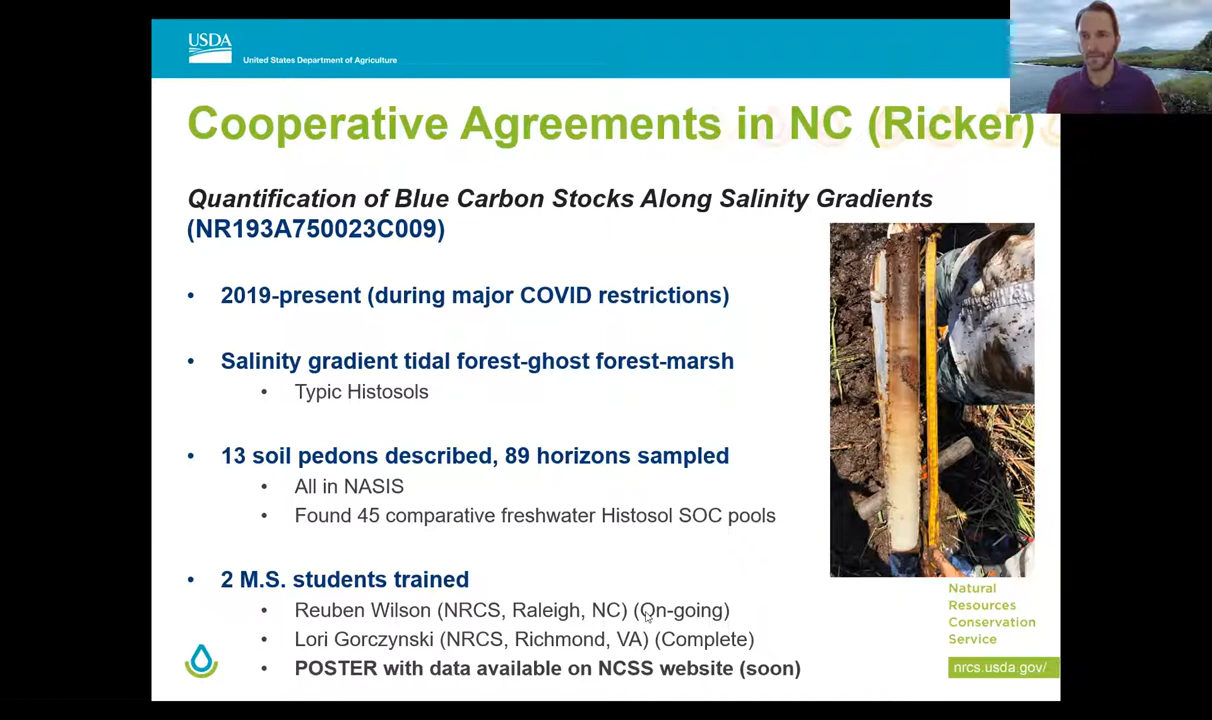 USDA
United States Department of Agriculture
Cooperative Agreements in NC (Ricker)
Quantification of Blue Carbon Stocks Along Salinity Gradients
(NR193A750023C009)
• 2019-present (during major COVID restrictions)
• Salinity gradient tidal forest-ghost forest-marsh
• Typic Histosols
• 13 soil pedons described, 89 horizons sampled
• All in NASIS
• Found 45 comparative freshwater Histosol SOC pools
• 2 M.S. students trained
• Reuben Wilson (NRCS, Raleigh, NC) (On-going)
• Lori Gorczynski (NRCS, Richmond, VA) (Complete)
• POSTER with data available on NCSS website (soon)
Natural
Resources
Conservation
Service
nrcs.usda.gov/